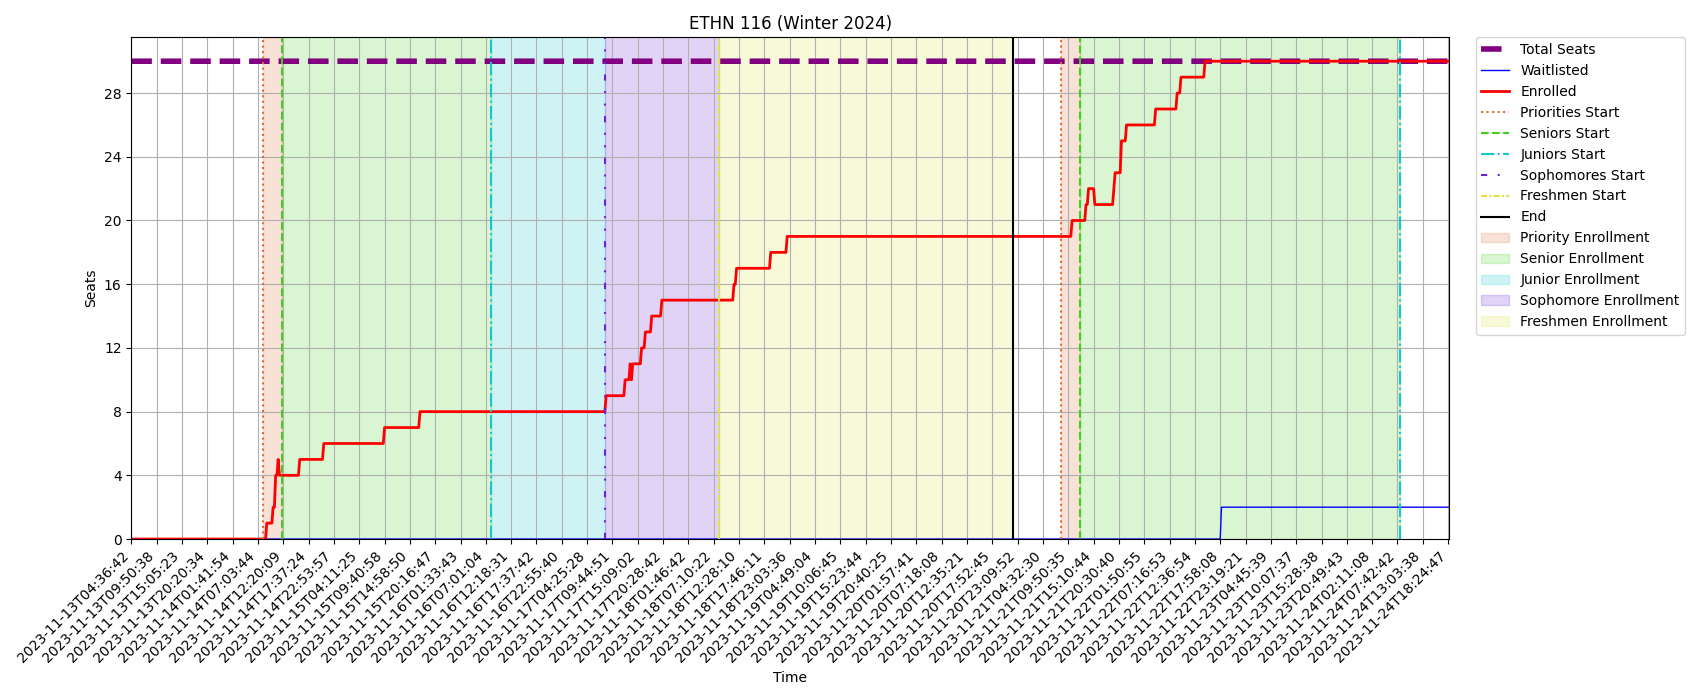 ETHN 116 (Winter 2024)
Total Seats
Waitlisted
Enrolled
Priorities Start
Seniors Start
Juniors Start
Sophomores Start
Freshmen Start
End
Priority Enrollment
Senior Enrollment
Junior Enrollment
Sophomore Enrollment
Freshmen Enrollment
Seats
28
24
20
16
12
8
4
0
2023-11-13T04:36:42
2023-11-13T09:50:38
2023-11-13T15:05:23
2023-11-13T20:20:34
2023-11-14T01:41:54
2023-11-14T07:03:44
2023-11-14T12:20:09
2023-11-14T17:37:24
2023-11-14T22:53:57
2023-11-15T04:11:25
2023-11-15T09:40:58
2023-11-15T14:58:50
2023-11-15T20:16:47
2023-11-16T01:33:43
2023-11-16T07:01:04
2023-11-16T12:18:31
2023-11-16T17:37:42
2023-11-16T22:55:40
2023-11-17T04:25:28
2023-11-17T09:44:51
2023-11-17T15:09:02
2023-11-17T20:28:42
2023-11-18T01:46:42
2023-11-18T07:10:22
2023-11-18T12:28:10
2023-11-18T17:46:11
2023-11-18T23:03:36
2023-11-19T04:49:04
2023-11-19T10:06:45
2023-11-19T15:23:44
2023-11-19T20:40:25
2023-11-20T01:57:41
2023-11-20T07:18:08
2023-11-20T12:35:21
2023-11-20T17:52:45
2023-11-20T23:09:52
2023-11-21T04:32:30
2023-11-21T09:50:35
2023-11-21T15:10:44
2023-11-21T20:30:40
2023-11-22T01:50:55
2023-11-22T07:16:53
2023-11-22T12:36:54
2023-11-22T17:58:08
2023-11-22T23:19:21
2023-11-23T04:45:39
2023-11-23T10:07:37
2023-11-23T15:28:38
2023-11-23T20:49:43
2023-11-24T02:11:08
2023-11-24T07:42:42
2023-11-24T13:03:38
2023-11-24T18:24:47
Time